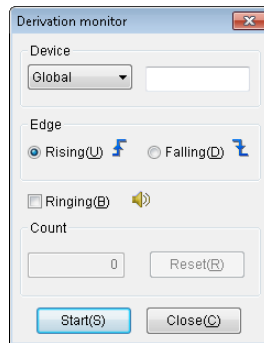 Derivation monitor
Device
Global
Edge
Rising(U) Falling(D)
Ringing(B)
Count
0 Reset(R)
Start(S) Close(C)